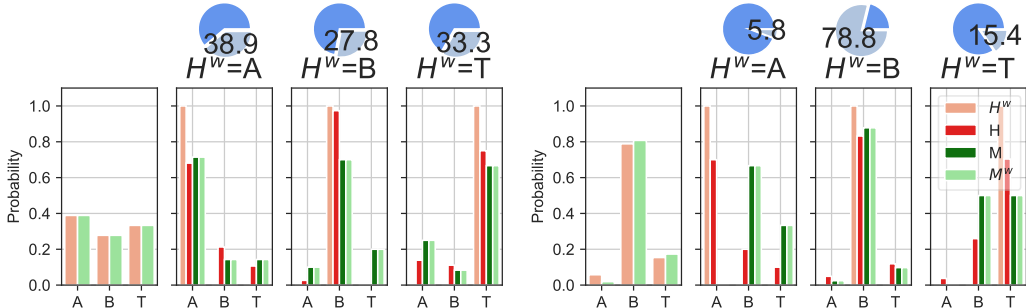 38.9 27.8 33.3 5.8 78.8 15.4
H^w=A H^w=B H^w=T H^w=A H^w=B H^w=T
Probability
1.0
0.8
0.6
0.4
0.2
0.0
A B T A B T A B T A B T
Probability
1.0
0.8
0.6
0.4
0.2
0.0
A B T A B T A B T A B T
H^w
H
M
M^w